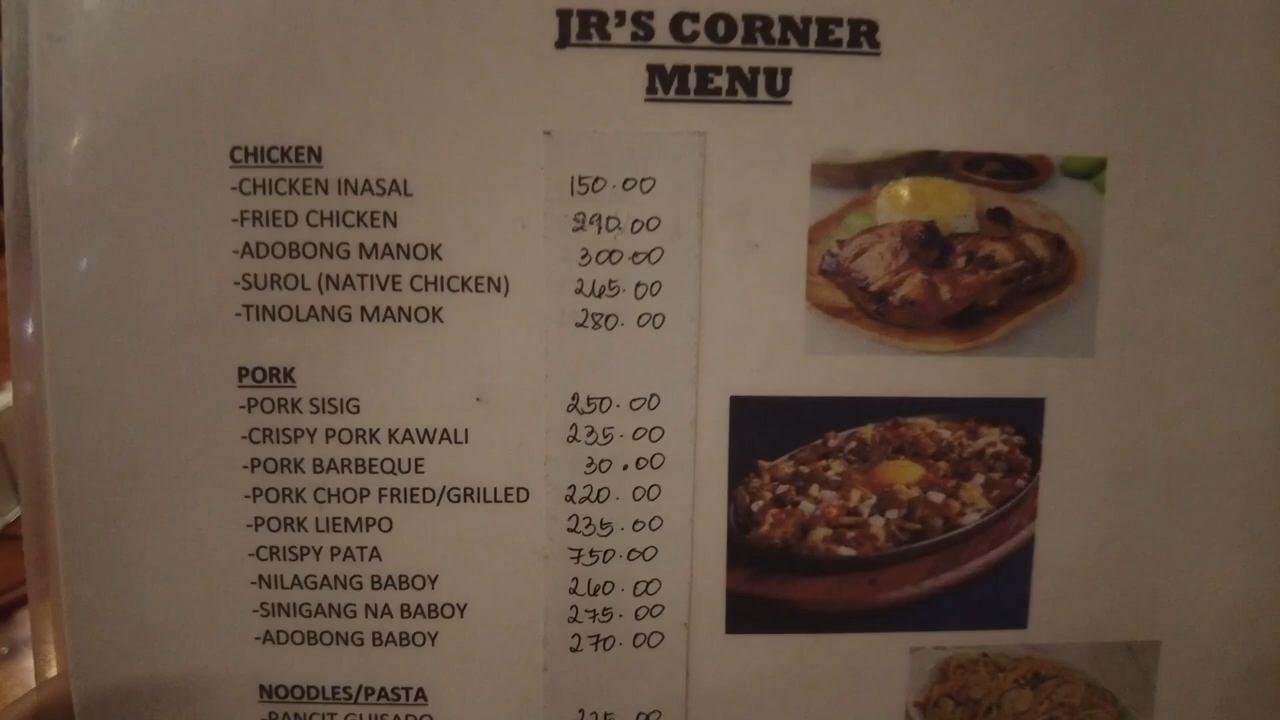 JR'S CORNER
MENU
CHICKEN
-CHICKEN INASAL 150.00
-FRIED CHICKEN 290.00
-ADOBONG MANOK 300.00
-SUROL (NATIVE CHICKEN) 265.00
-TINOLANG MANOK 280.00
PORK
-PORK SISIG 250.00
-CRISPY PORK KAWALI 235.00
-PORK BARBEQUE 30.00
-PORK CHOP FRIED/GRILLED 220.00
-PORK LIEMPO 235.00
-CRISPY PATA 750.00
-NILAGANG BABOY 260.00
-SINIGANG NA BABOY 275.00
-ADOBONG BABOY 270.00
NOODLES/PASTA
-PANCIT GUISADO